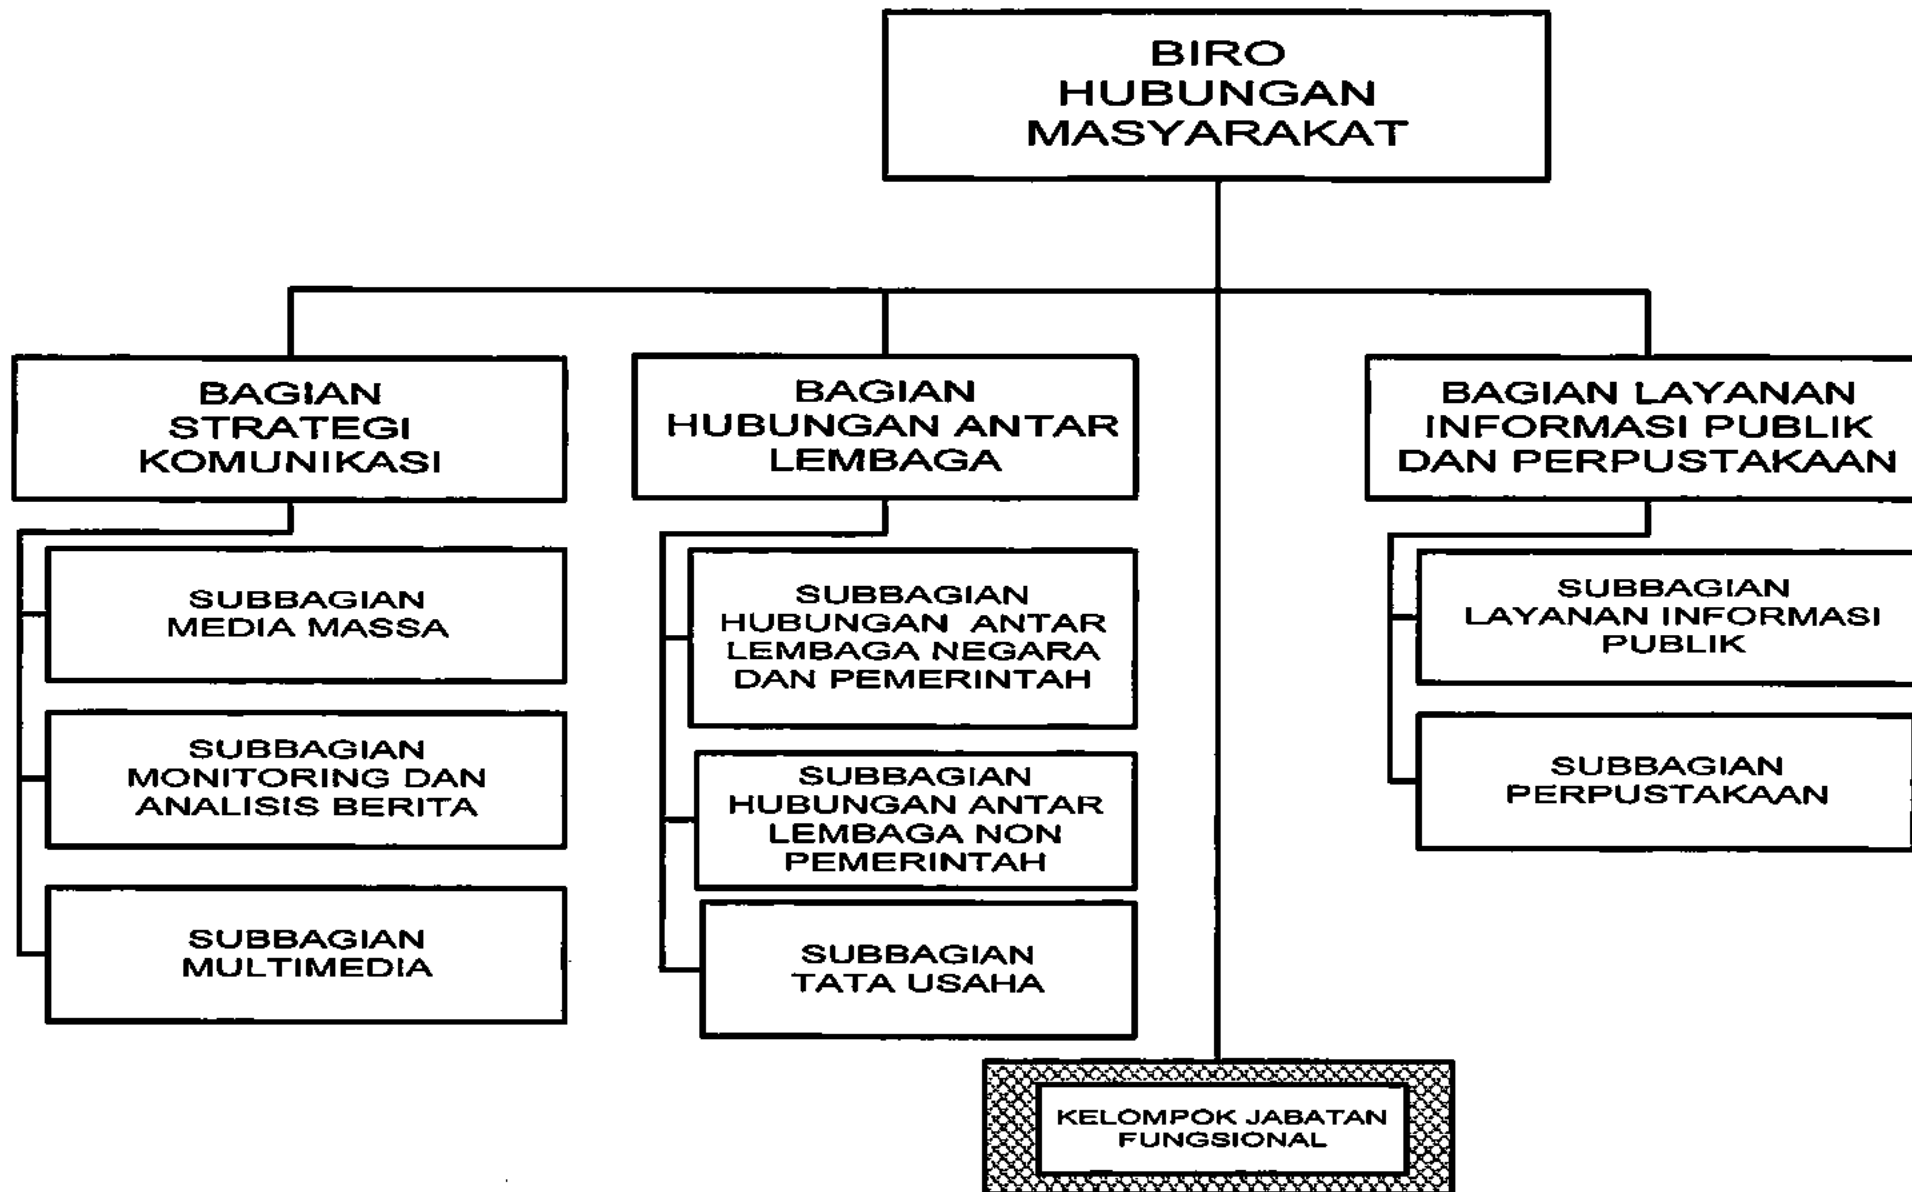 BIRO
HUBUNGAN
MASYARAKAT
BAGIAN
STRATEGI
KOMUNIKASI
SUBBAGIAN
MEDIA MASSA
SUBBAGIAN
MONITORING DAN
ANALISIS BERITA
SUBBAGIAN
MULTIMEDIA
BAGIAN
HUBUNGAN ANTAR
LEMBAGA
SUBBAGIAN
HUBUNGAN ANTAR
LEMBAGA NEGARA
DAN PEMERINTAH
SUBBAGIAN
HUBUNGAN ANTAR
LEMBAGA NON
PEMERINTAH
SUBBAGIAN
TATA USAHA
BAGIAN LAYANAN
INFORMASI PUBLIK
DAN PERPUSTAKAAN
SUBBAGIAN
LAYANAN INFORMASI
PUBLIK
SUBBAGIAN
PERPUSTAKAAN
KELOMPOK JABATAN
FUNGSIONAL